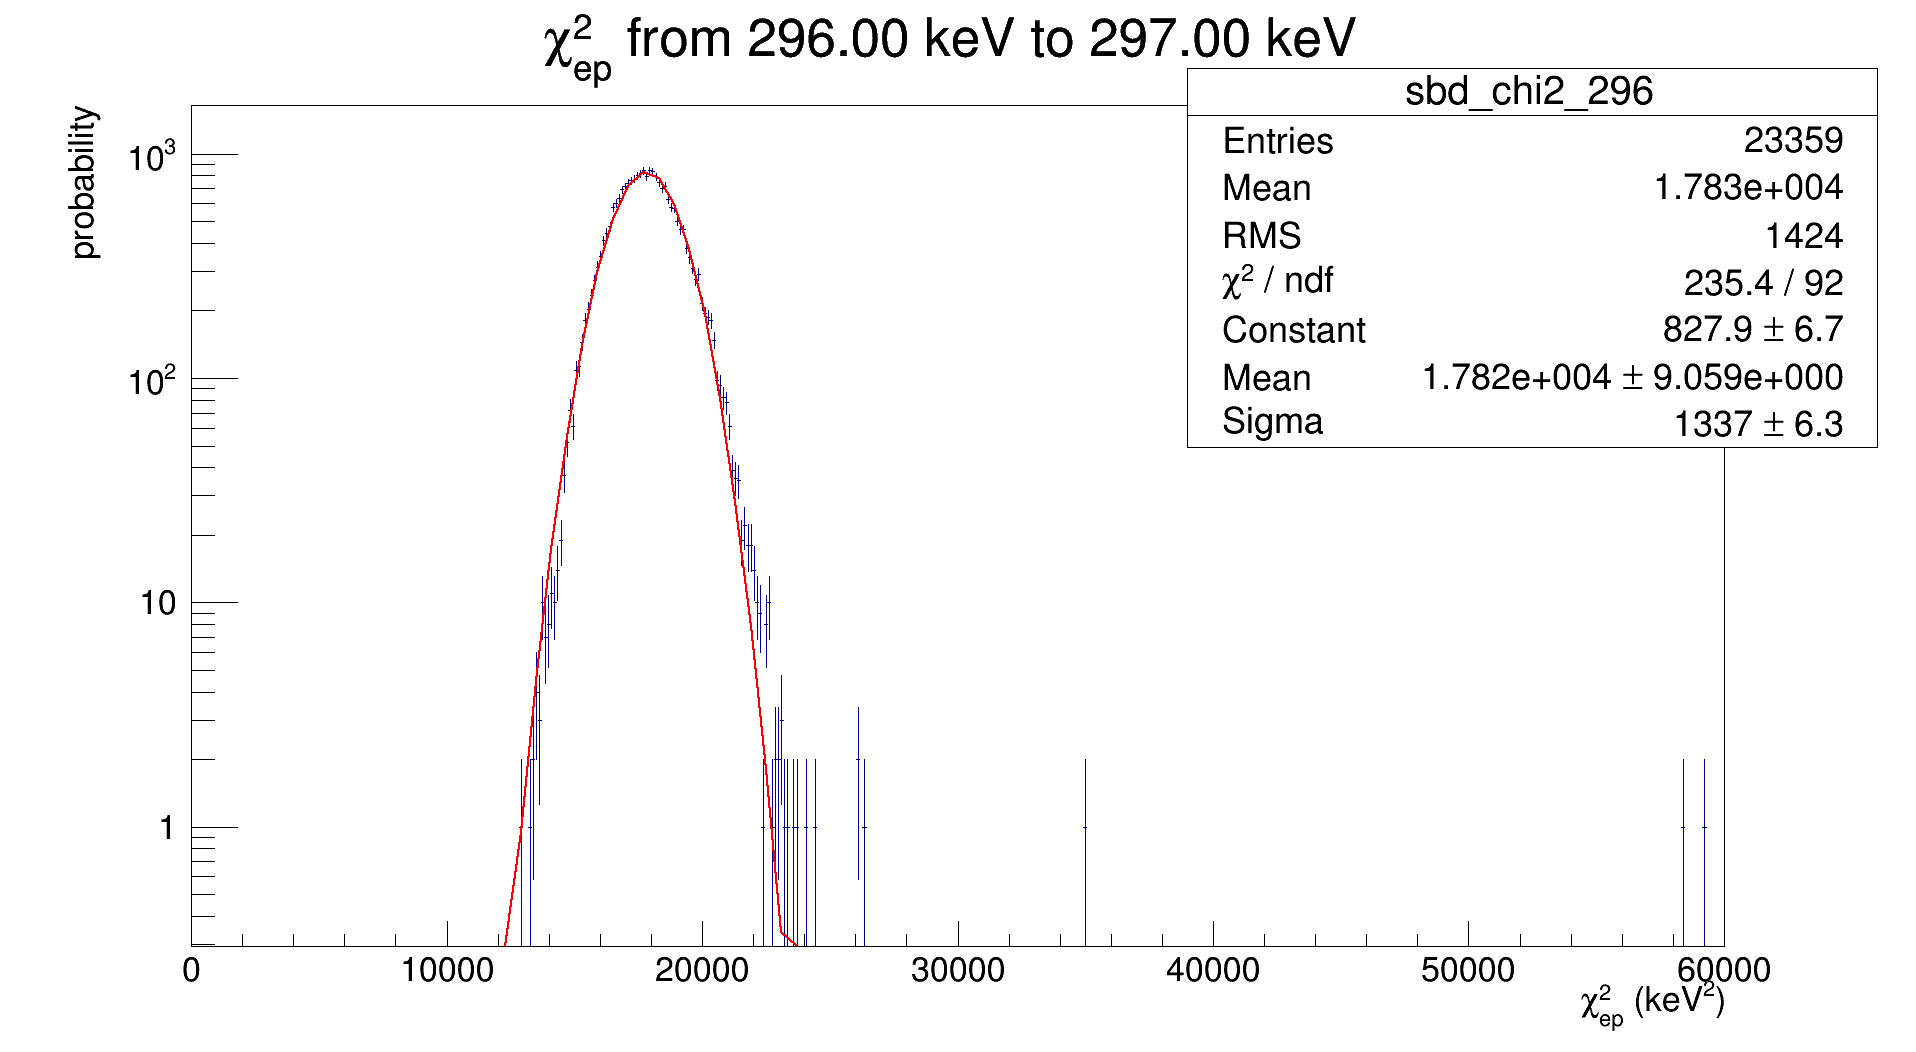 χ²ep from 296.00 keV to 297.00 keV
sbd_chi2_296
Entries 23359
Mean 1.783e+004
RMS 1424
χ² / ndf 235.4 / 92
Constant 827.9 ± 6.7
Mean 1.782e+004 ± 9.059e+000
Sigma 1337 ± 6.3
probability
10³
10²
10
1
0 10000 20000 30000 40000 50000 60000
χ²ep (keV²)